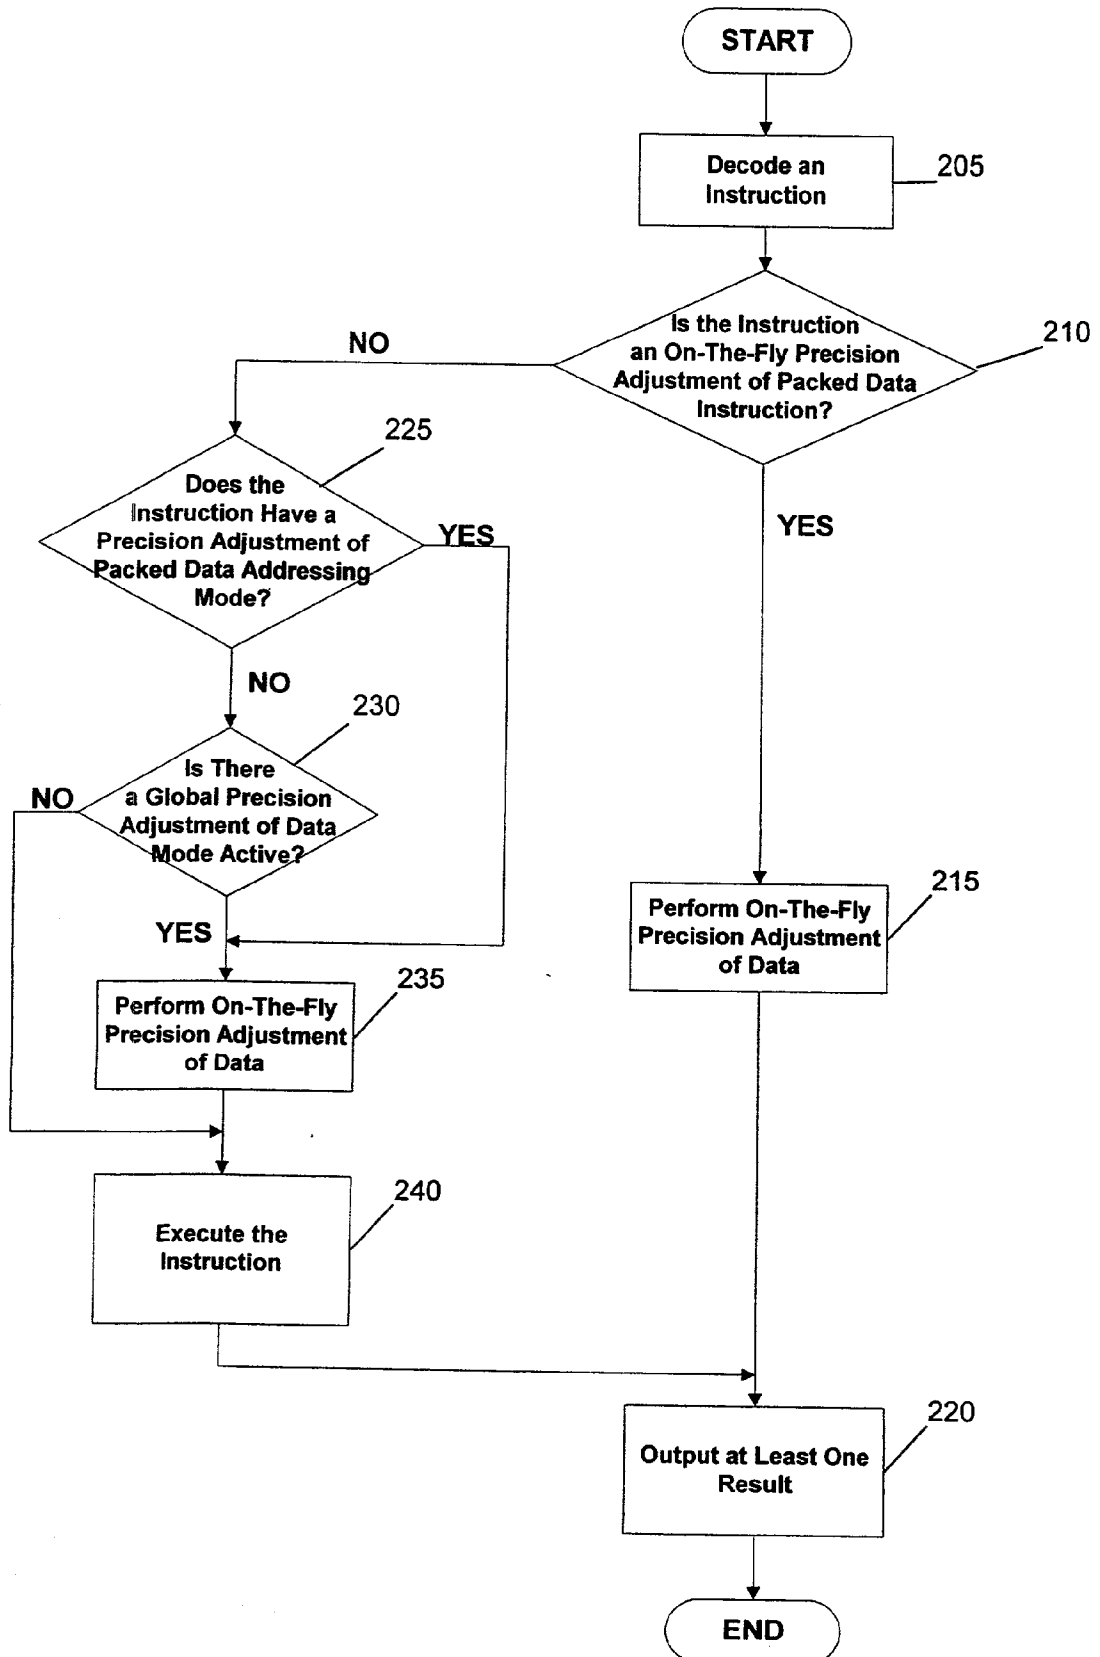 START
Decode an
Instruction
205
Is the Instruction
an On-The-Fly Precision
Adjustment of Packed Data
Instruction?
210
NO
YES
225
Does the
Instruction Have a
Precision Adjustment of
Packed Data Addressing
Mode?
YES
NO
230
Is There
a Global Precision
Adjustment of Data
Mode Active?
NO
YES
215
Perform On-The-Fly
Precision Adjustment
of Data
235
Perform On-The-Fly
Precision Adjustment
of Data
240
Execute the
Instruction
220
Output at Least One
Result
END